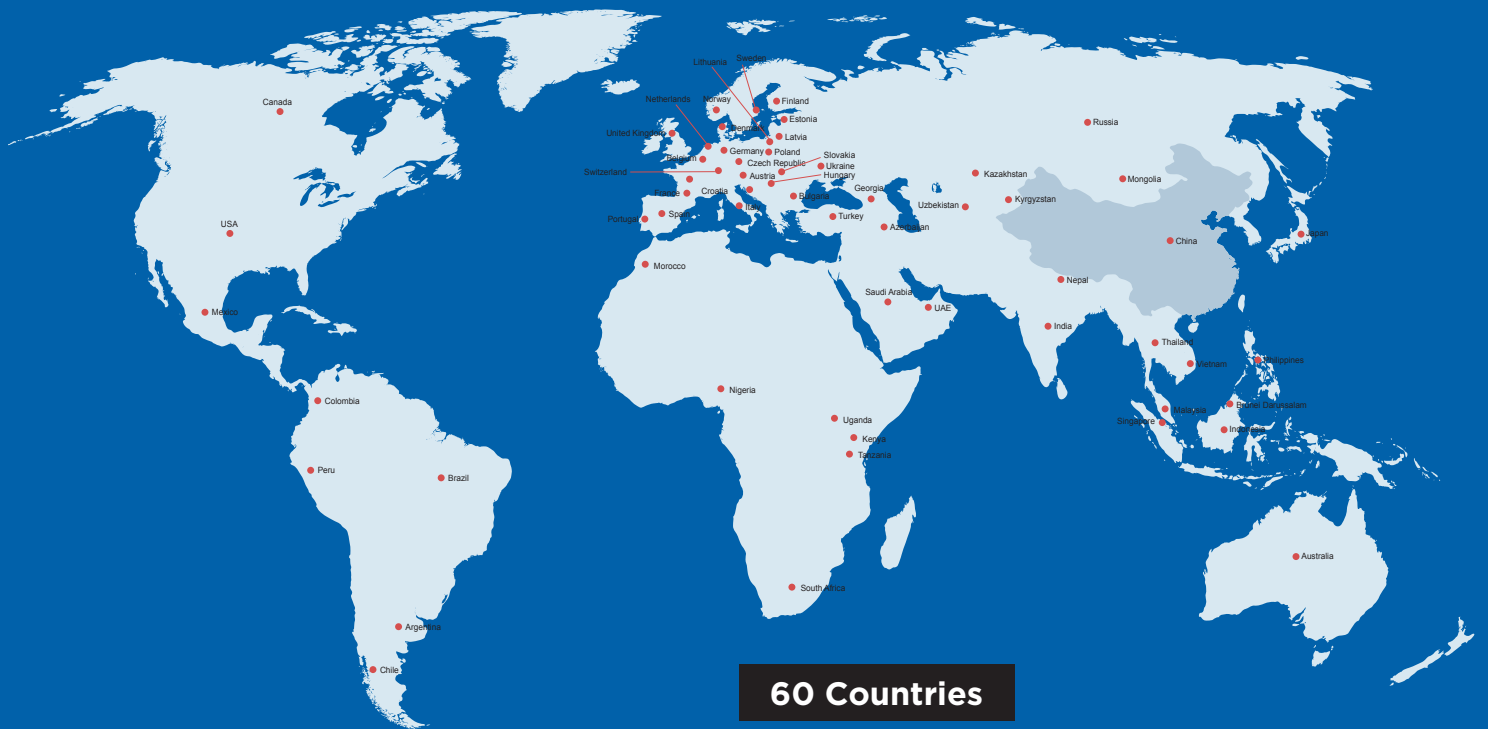 Sweden
Lithuania
Netherlands
Norway
Finland
Canada
Estonia
Russia
Denmark
United Kingdom
Latvia
Germany
Poland
Slovakia
Belgium
Czech Republic
Ukraine
Switzerland
Austria
Hungary
Kazakhstan
Mongolia
France
Croatia
Bulgaria
Georgia
Kyrgyzstan
Uzbekistan
Italy
Portugal
Spain
Turkey
USA
Azerbaijan
Japan
China
Morocco
Nepal
Saudi Arabia
UAE
Mexico
India
Thailand
Philippines
Vietnam
Nigeria
Colombia
Brunei Darussalam
Malaysia
Uganda
Singapore
Indonesia
Kenya
Tanzania
Peru
Brazil
Australia
South Africa
Argentina
Chile
60 Countries